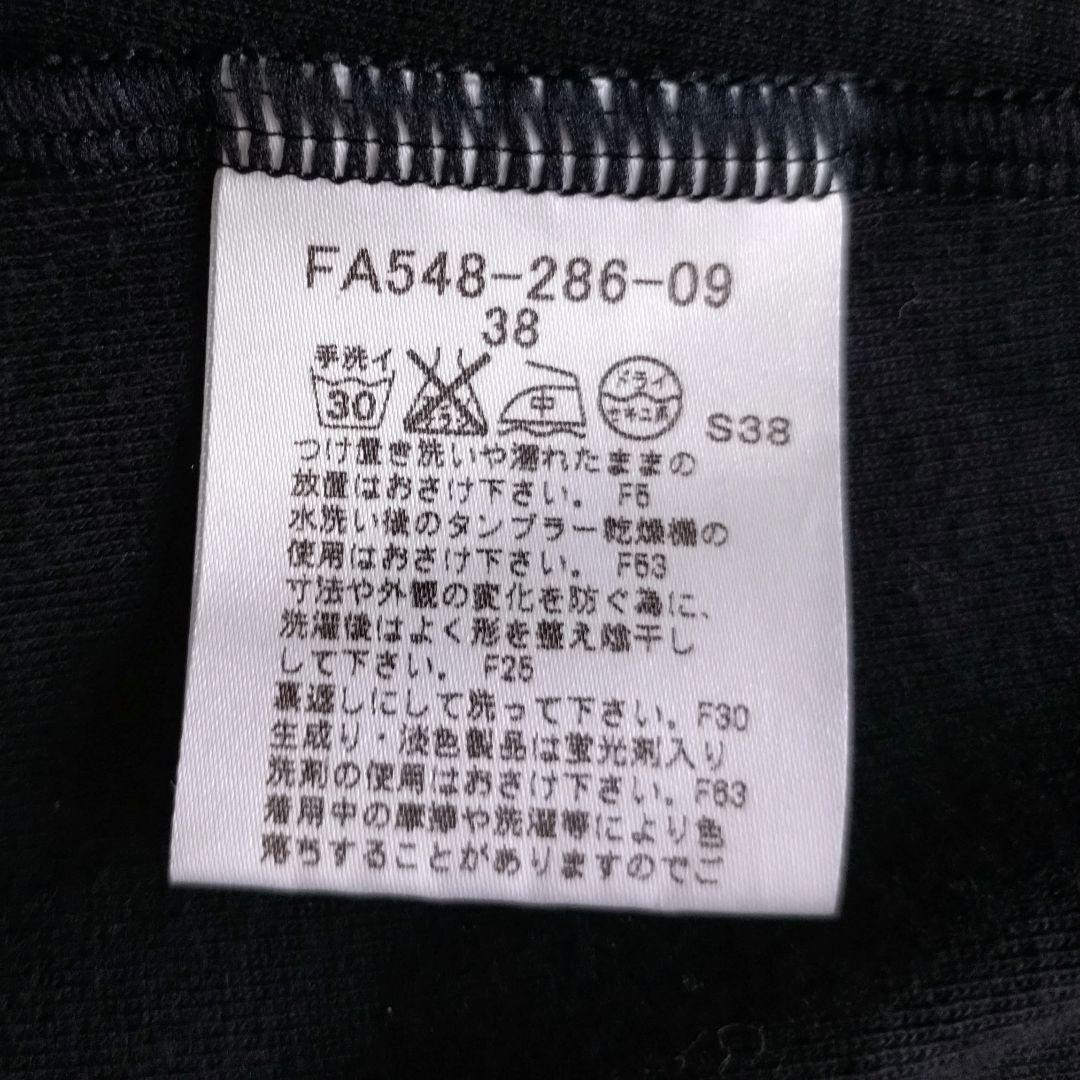 FA548-286-09
38
手洗イ
30 エンソサラシ 中 ドライ セキユ系 S38
つけ置き洗いや濡れたままの
放置はおさけ下さい。 F5
水洗い後のタンブラー乾燥機の
使用はおさけ下さい。 F53
寸法や外観の変化を防ぐ為に、
洗濯後はよく形を整え陰干し
して下さい。 F25
裏返しにして洗って下さい。F30
生成り・淡色製品は蛍光剤入り
洗剤の使用はおさけ下さい。F63
着用中の摩擦や洗濯等により色
落ちすることがありますのでご